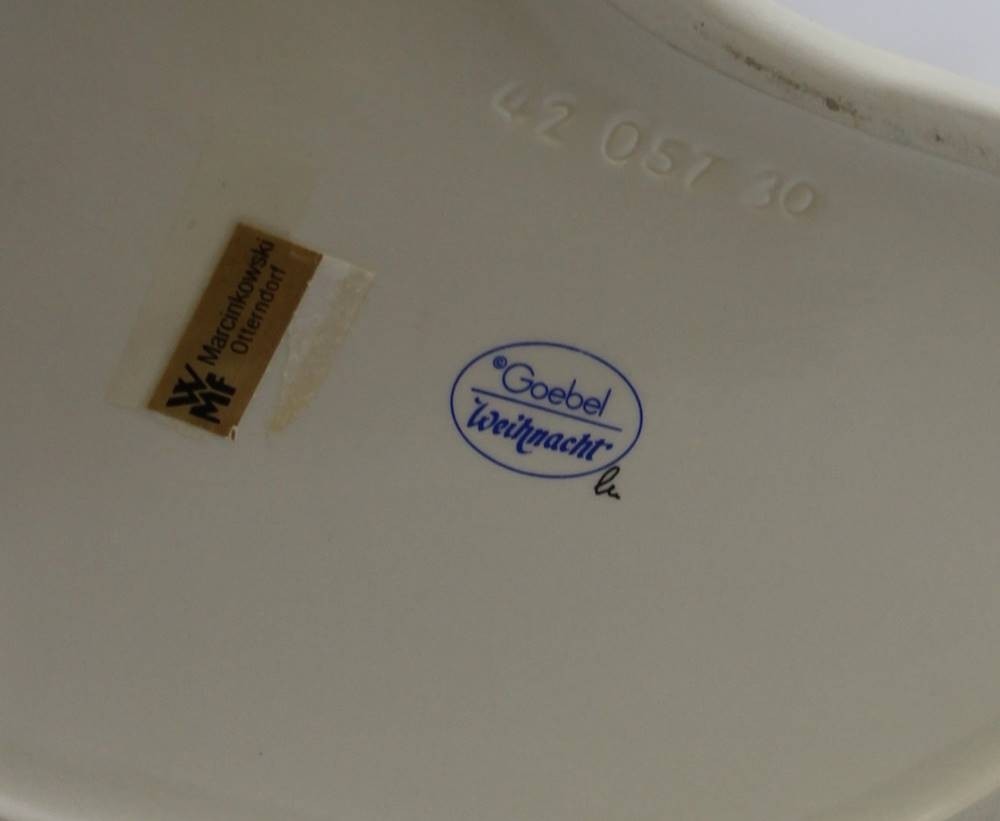 42 057 30
WMF
Marcinkowski
Otterndorf
©Goebel
Weihnacht